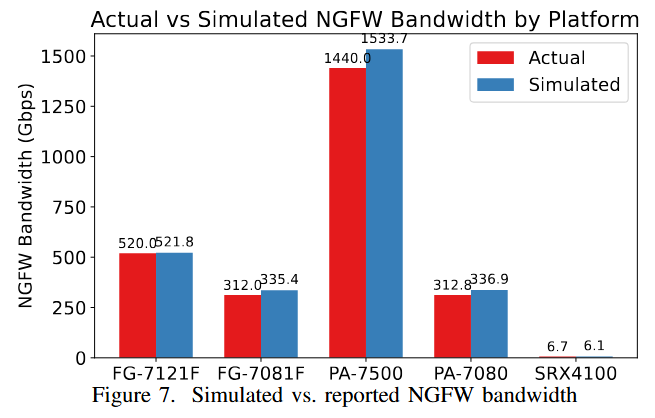 Actual vs Simulated NGFW Bandwidth by Platform
NGFW Bandwidth (Gbps)
1500
1250
1000
750
500
250
0
Actual
Simulated
520.0
521.8
312.0
335.4
1440.0
1533.7
312.8
336.9
6.7
6.1
FG-7121F
FG-7081F
PA-7500
PA-7080
SRX4100
Figure 7. Simulated vs. reported NGFW bandwidth